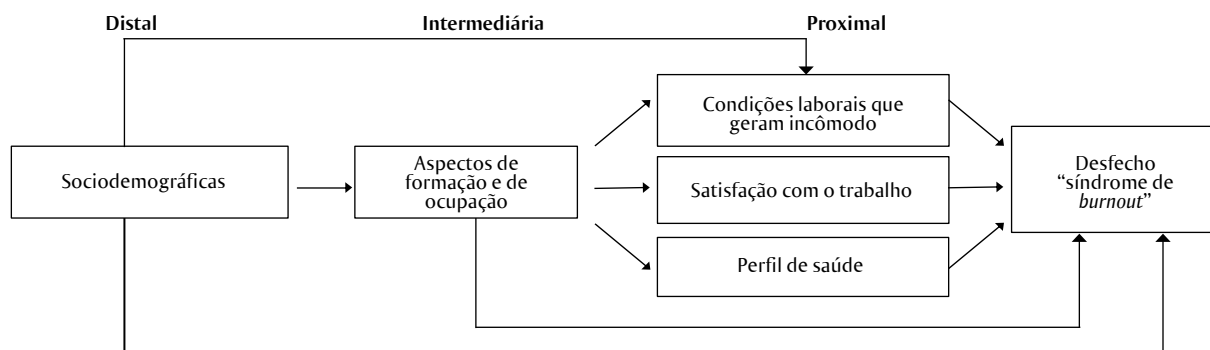 Distal
Intermediária
Proximal
Sociodemográficas
Aspectos de
formação e de
ocupação
Condições laborais que
geram incômodo
Satisfação com o trabalho
Perfil de saúde
Desfecho
“síndrome de
burnout”